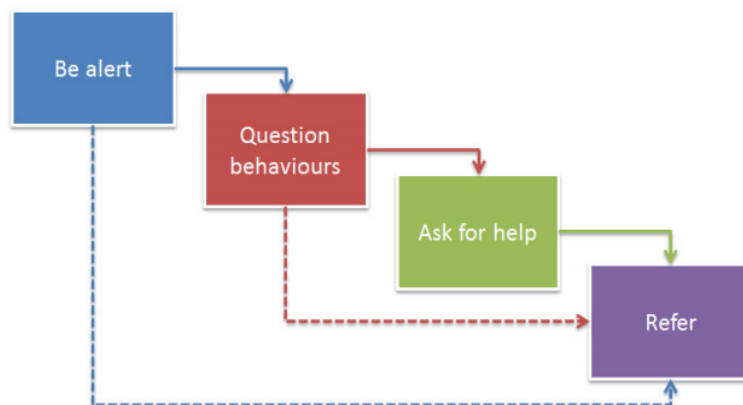 Be alert
Question
behaviours
Ask for help
Refer